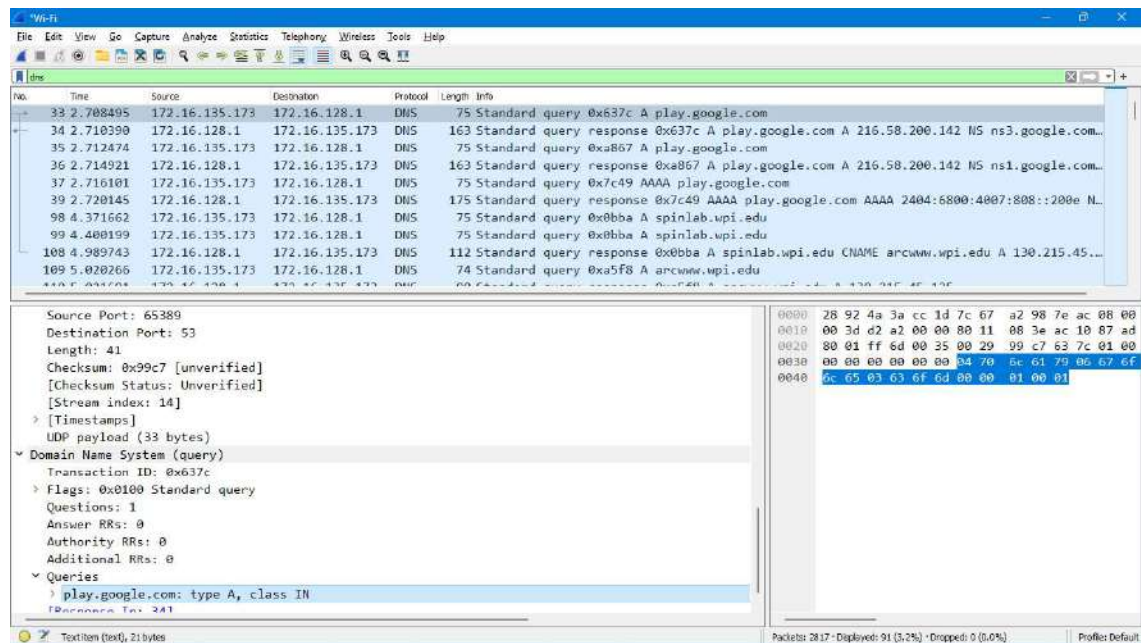 *Wi-Fi
File Edit View Go Capture Analyze Statistics Telephony Wireless Tools Help
dns
No. Time Source Destination Protocol Length Info
33 2.708495 172.16.135.173 172.16.128.1 DNS 75 Standard query 0x637c A play.google.com
34 2.710390 172.16.128.1 172.16.135.173 DNS 163 Standard query response 0x637c A play.google.com A 216.58.200.142 NS ns3.google.com…
35 2.712474 172.16.135.173 172.16.128.1 DNS 75 Standard query 0xa867 A play.google.com
36 2.714921 172.16.128.1 172.16.135.173 DNS 163 Standard query response 0xa867 A play.google.com A 216.58.200.142 NS ns1.google.com…
37 2.716101 172.16.135.173 172.16.128.1 DNS 75 Standard query 0x7c49 AAAA play.google.com
39 2.720145 172.16.128.1 172.16.135.173 DNS 175 Standard query response 0x7c49 AAAA play.google.com AAAA 2404:6800:4007:808::200e N…
98 4.371662 172.16.135.173 172.16.128.1 DNS 75 Standard query 0x0bba A spinlab.wpi.edu
99 4.400199 172.16.135.173 172.16.128.1 DNS 75 Standard query 0x0bba A spinlab.wpi.edu
108 4.989743 172.16.128.1 172.16.135.173 DNS 112 Standard query response 0x0bba A spinlab.wpi.edu CNAME arcwww.wpi.edu A 130.215.45.…
109 5.020266 172.16.135.173 172.16.128.1 DNS 74 Standard query 0xa5f8 A arcwww.wpi.edu
Source Port: 65389
Destination Port: 53
Length: 41
Checksum: 0x99c7 [unverified]
[Checksum Status: Unverified]
[Stream index: 14]
[Timestamps]
UDP payload (33 bytes)
Domain Name System (query)
Transaction ID: 0x637c
Flags: 0x0100 Standard query
Questions: 1
Answer RRs: 0
Authority RRs: 0
Additional RRs: 0
Queries
play.google.com: type A, class IN
[Response In: 34]
0000 28 92 4a 3a cc 1d 7c 67 a2 98 7e ac 08 00
0010 00 3d d2 a2 00 00 80 11 08 3e ac 10 87 ad
0020 80 01 ff 6d 00 35 00 29 99 c7 63 7c 01 00
0030 00 00 00 00 00 00 04 70 6c 61 79 06 67 6f
0040 6c 65 03 63 6f 6d 00 00 01 00 01
Text item (text), 21 bytes
Packets: 2817 · Displayed: 91 (3.2%) · Dropped: 0 (0.0%)
Profile: Default